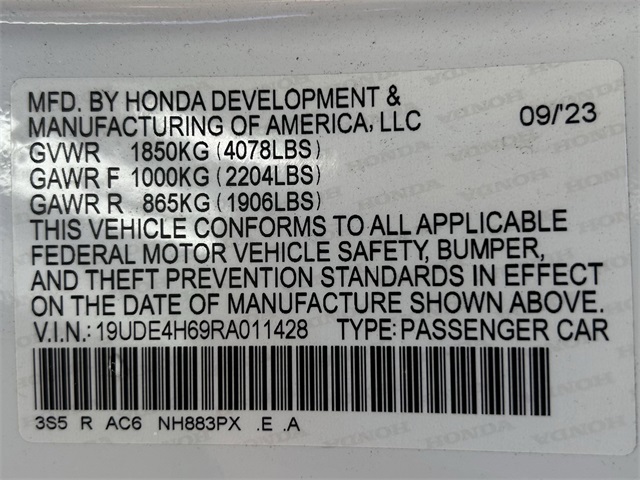 MFD. BY HONDA DEVELOPMENT &
MANUFACTURING OF AMERICA, LLC 09/'23
GVWR 1850KG (4078LBS)
GAWR F 1000KG (2204LBS)
GAWR R 865KG (1906LBS)
THIS VEHICLE CONFORMS TO ALL APPLICABLE
FEDERAL MOTOR VEHICLE SAFETY, BUMPER,
AND THEFT PREVENTION STANDARDS IN EFFECT
ON THE DATE OF MANUFACTURE SHOWN ABOVE.
V.I.N.: 19UDE4H69RA011428 TYPE: PASSENGER CAR
3S5 R AC6 NH883PX .E .A